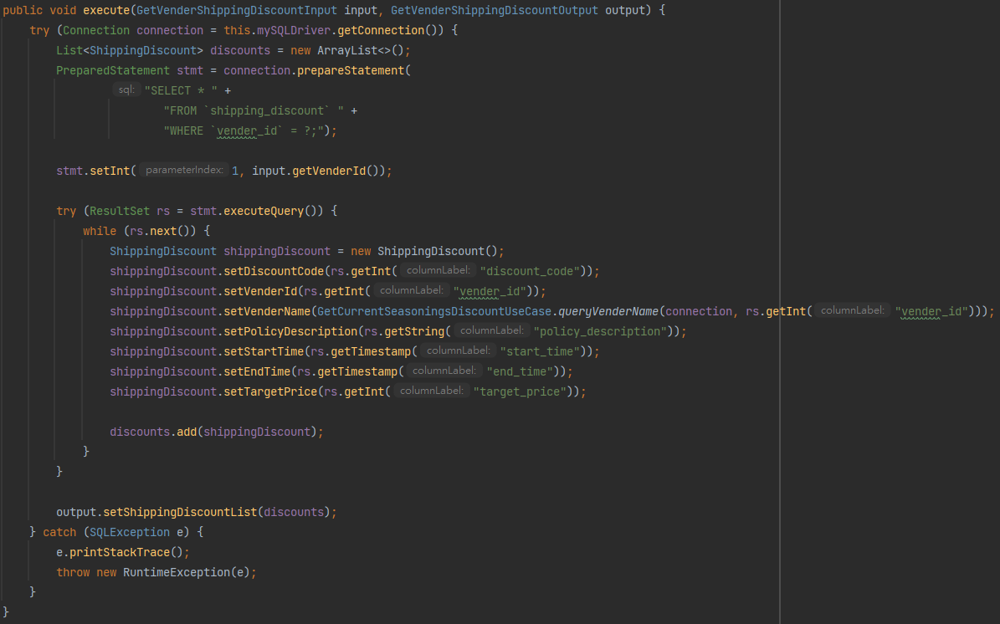 public void execute(GetVenderShippingDiscountInput input, GetVenderShippingDiscountOutput output) {
    try (Connection connection = this.mySQLDriver.getConnection()) {
        List<ShippingDiscount> discounts = new ArrayList<>();
        PreparedStatement stmt = connection.prepareStatement(
                sql: "SELECT * " +
                        "FROM `shipping_discount` " +
                        "WHERE `vender_id` = ?;");
        stmt.setInt( parameterIndex: 1, input.getVenderId());
        try (ResultSet rs = stmt.executeQuery()) {
            while (rs.next()) {
                ShippingDiscount shippingDiscount = new ShippingDiscount();
                shippingDiscount.setDiscountCode(rs.getInt( columnLabel: "discount_code"));
                shippingDiscount.setVenderId(rs.getInt( columnLabel: "vender_id"));
                shippingDiscount.setVenderName(GetCurrentSeasoningsDiscountUseCase.queryVenderName(connection, rs.getInt( columnLabel: "vender_id")));
                shippingDiscount.setPolicyDescription(rs.getString( columnLabel: "policy_description"));
                shippingDiscount.setStartTime(rs.getTimestamp( columnLabel: "start_time"));
                shippingDiscount.setEndTime(rs.getTimestamp( columnLabel: "end_time"));
                shippingDiscount.setTargetPrice(rs.getInt( columnLabel: "target_price"));
                discounts.add(shippingDiscount);
            }
        }
        output.setShippingDiscountList(discounts);
    } catch (SQLException e) {
        e.printStackTrace();
        throw new RuntimeException(e);
    }
}